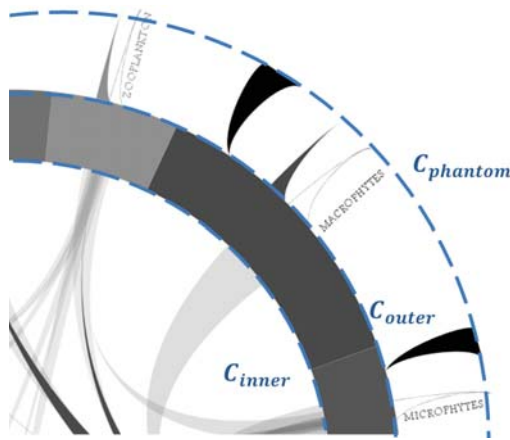 ZOOPLANKTON
C_phantom
MACROPHYTES
C_outer
C_inner
MICROPHYTES